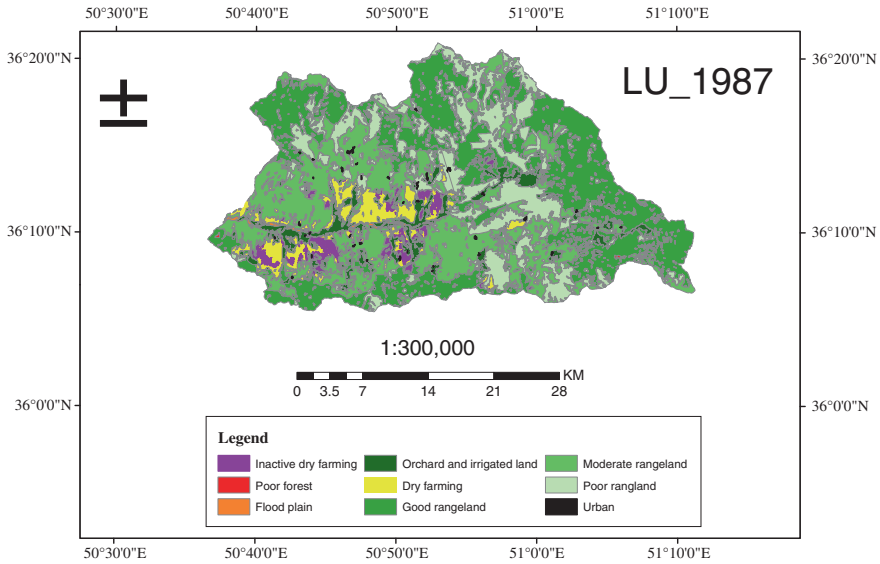 50°30'0"E 50°40'0"E 50°50'0"E 51°0'0"E 51°10'0"E
36°20'0"N 36°20'0"N
LU_1987
36°10'0"N 36°10'0"N
1:300,000
KM
0 3.5 7 14 21 28
36°0'0"N 36°0'0"N
Legend
Inactive dry farming Orchard and irrigated land Moderate rangeland
Poor forest Dry farming Poor rangland
Flood plain Good rangeland Urban
50°30'0"E 50°40'0"E 50°50'0"E 51°0'0"E 51°10'0"E